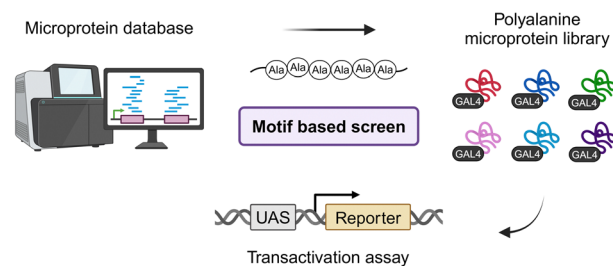 Microprotein database
Polyalanine
microprotein library
Ala Ala Ala Ala Ala Ala
Motif based screen
GAL4 GAL4 GAL4
GAL4 GAL4 GAL4
UAS Reporter
Transactivation assay